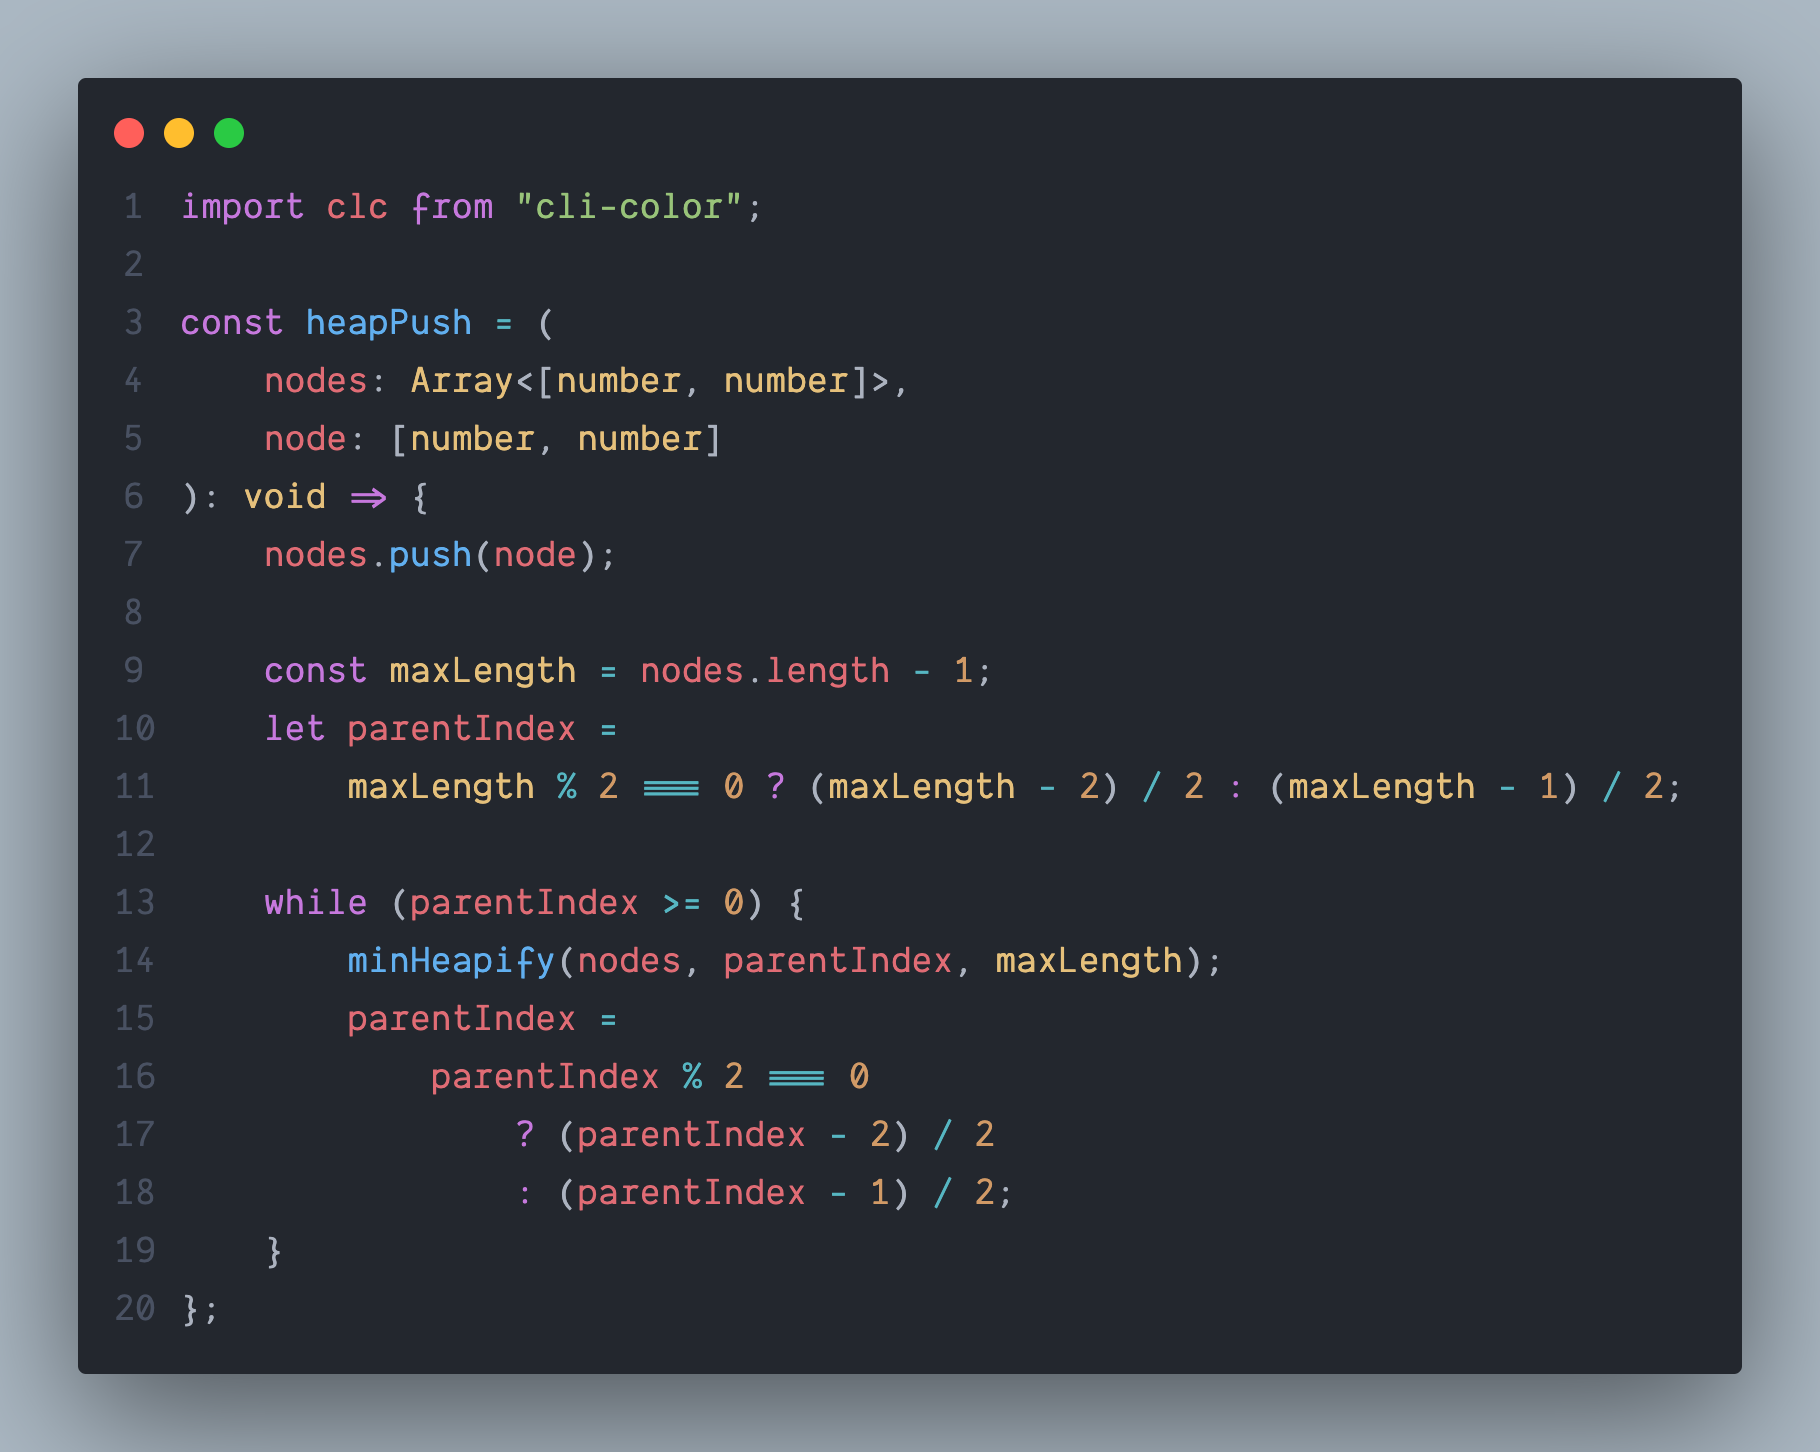 1 import clc from "cli-color";
2
3 const heapPush = (
4     nodes: Array<[number, number]>,
5     node: [number, number]
6 ): void => {
7     nodes.push(node);
8
9     const maxLength = nodes.length - 1;
10     let parentIndex =
11         maxLength % 2 === 0 ? (maxLength - 2) / 2 : (maxLength - 1) / 2;
12
13     while (parentIndex >= 0) {
14         minHeapify(nodes, parentIndex, maxLength);
15         parentIndex =
16             parentIndex % 2 === 0
17                 ? (parentIndex - 2) / 2
18                 : (parentIndex - 1) / 2;
19     }
20 };